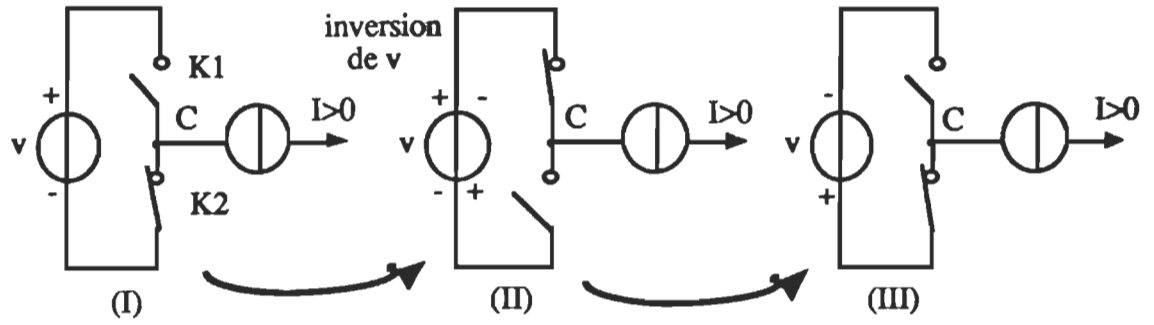 inversion
de v
K1
+
C
I>0
v
-
K2
(I)
+ -
C
I>0
v
- +
(II)
-
C
I>0
v
+
(III)